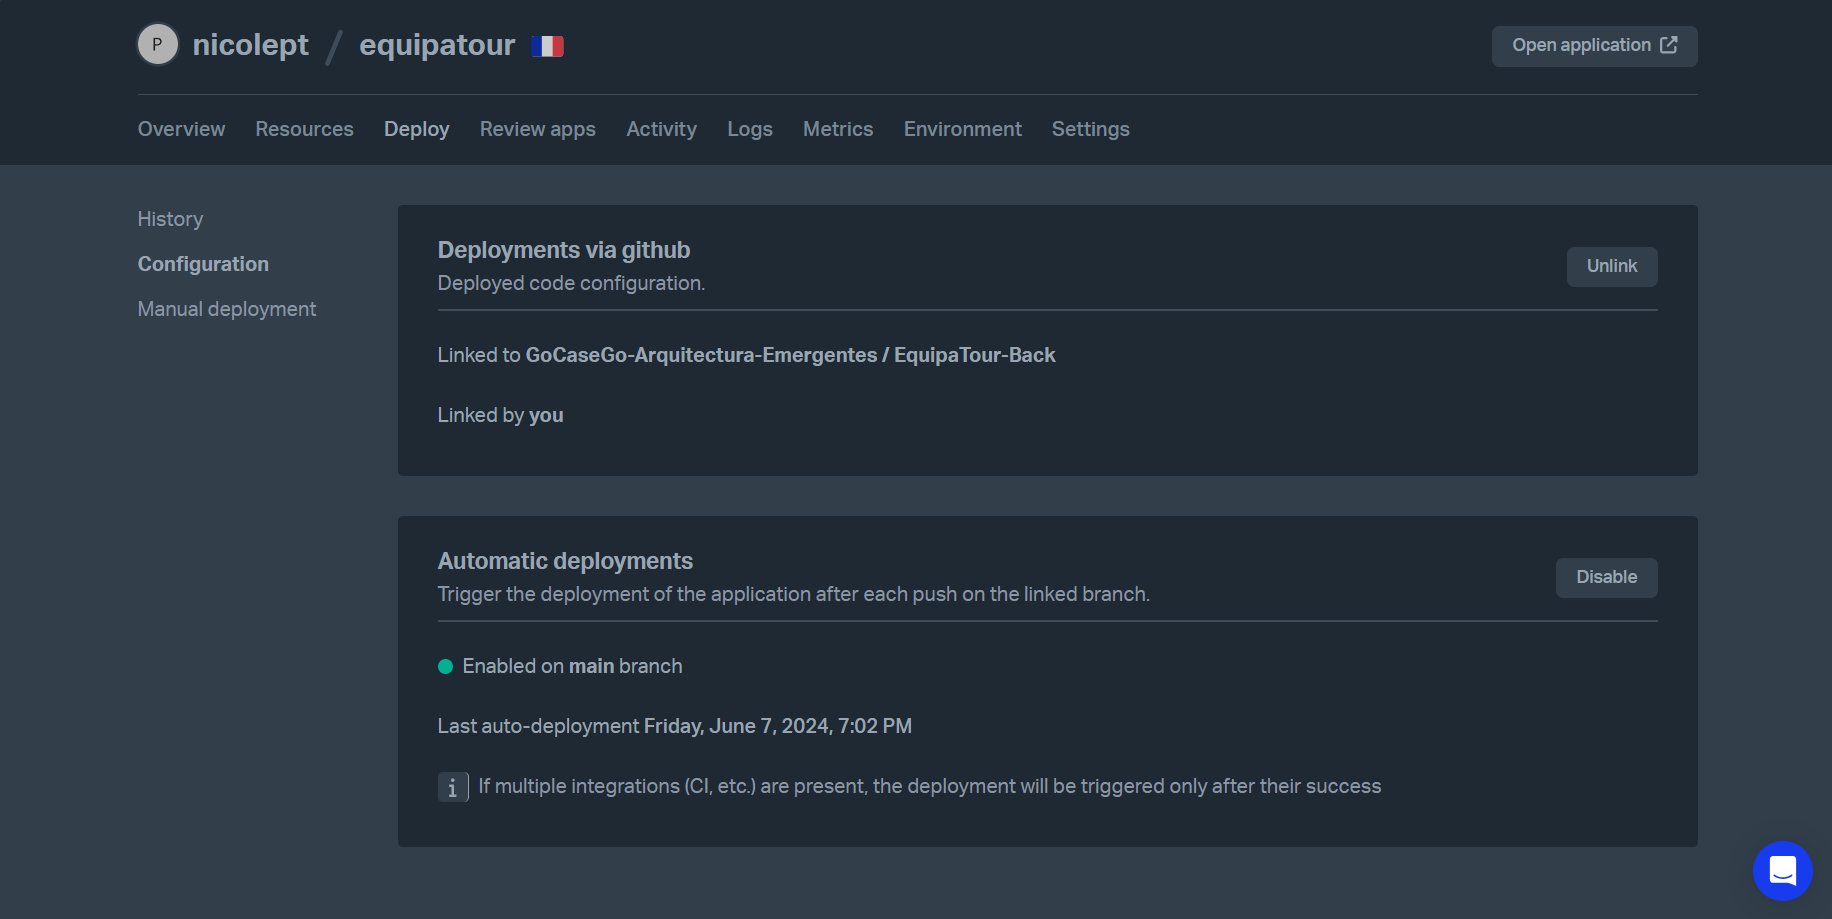 P nicolept / equipatour
Open application
Overview Resources Deploy Review apps Activity Logs Metrics Environment Settings
History
Configuration
Manual deployment
Deployments via github
Deployed code configuration.
Unlink
Linked to GoCaseGo-Arquitectura-Emergentes / EquipaTour-Back
Linked by you
Automatic deployments
Trigger the deployment of the application after each push on the linked branch.
Disable
Enabled on main branch
Last auto-deployment Friday, June 7, 2024, 7:02 PM
i If multiple integrations (CI, etc.) are present, the deployment will be triggered only after their success